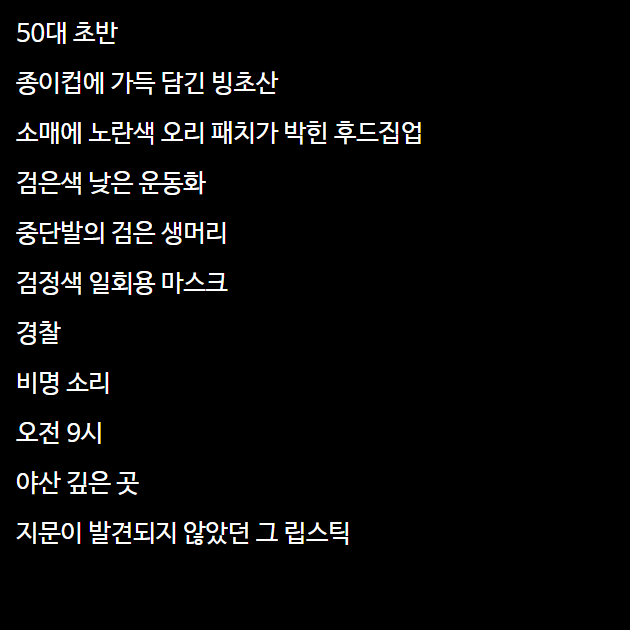 50대 초반
종이컵에 가득 담긴 빙초산
소매에 노란색 오리 패치가 박힌 후드집업
검은색 낮은 운동화
중단발의 검은 생머리
검정색 일회용 마스크
경찰
비명 소리
오전 9시
야산 깊은 곳
지문이 발견되지 않았던 그 립스틱